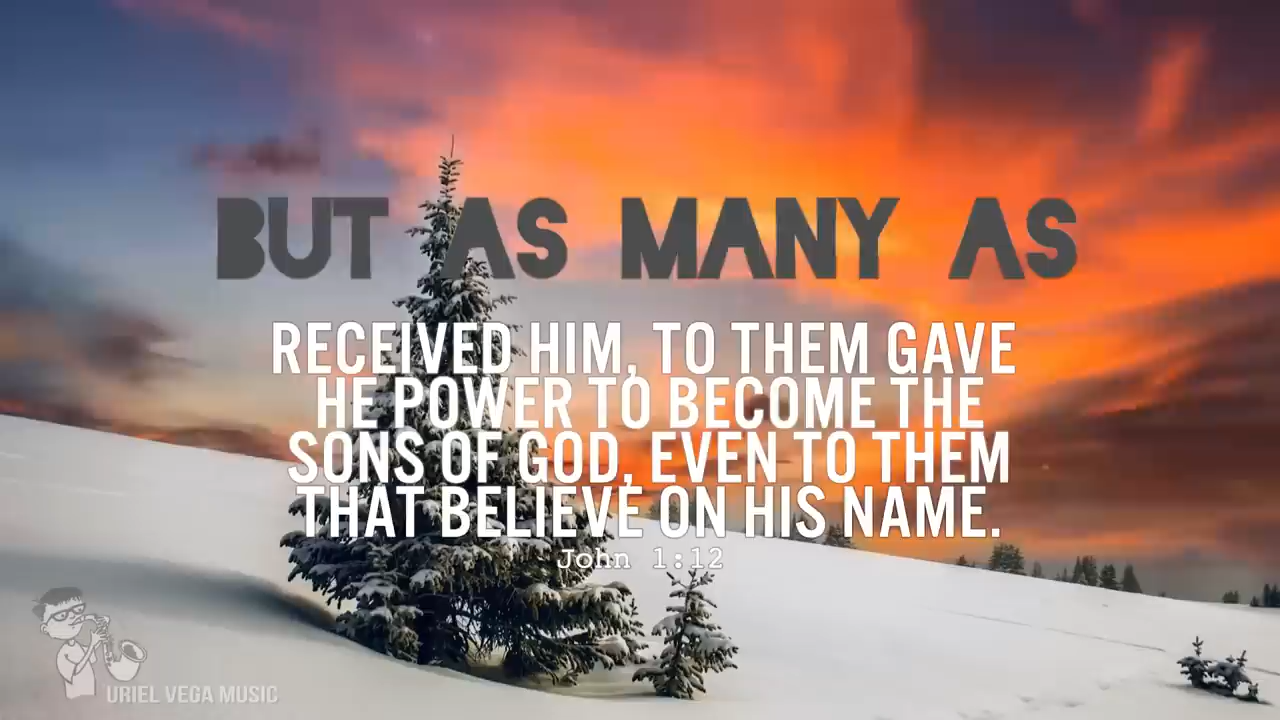 BUT AS MANY AS
RECEIVED HIM, TO THEM GAVE
HE POWER TO BECOME THE
SONS OF GOD, EVEN TO THEM
THAT BELIEVE ON HIS NAME.
John 1:12
URIEL VEGA MUSIC